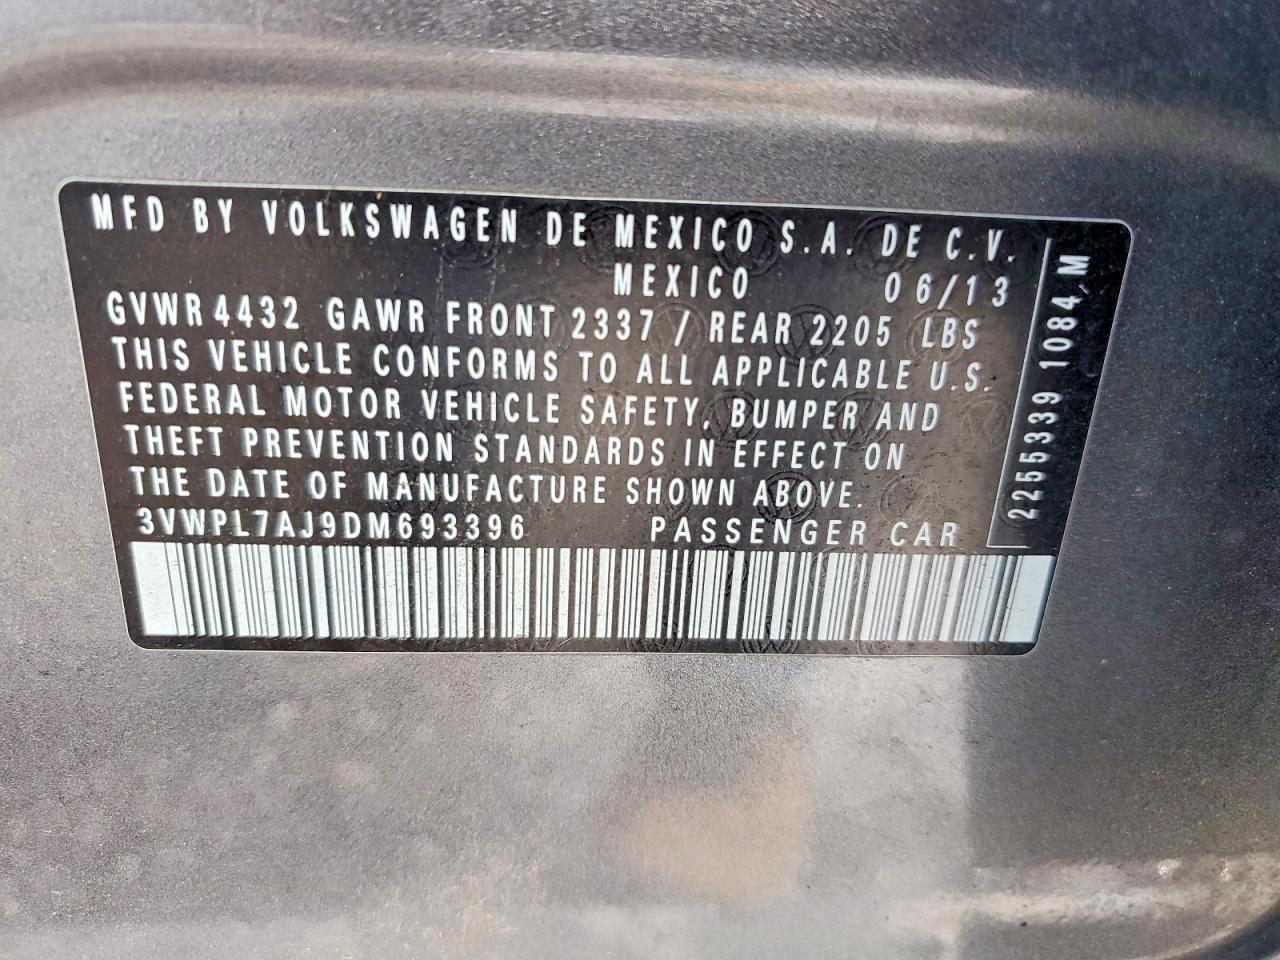 MFD BY VOLKSWAGEN DE MEXICO S.A. DE C.V.
MEXICO 06/13
GVWR 4432 GAWR FRONT 2337 / REAR 2205 LBS
THIS VEHICLE CONFORMS TO ALL APPLICABLE U.S.
FEDERAL MOTOR VEHICLE SAFETY, BUMPER AND
THEFT PREVENTION STANDARDS IN EFFECT ON
THE DATE OF MANUFACTURE SHOWN ABOVE.
3VWPL7AJ9DM693396 PASSENGER CAR
2255339 1084 M